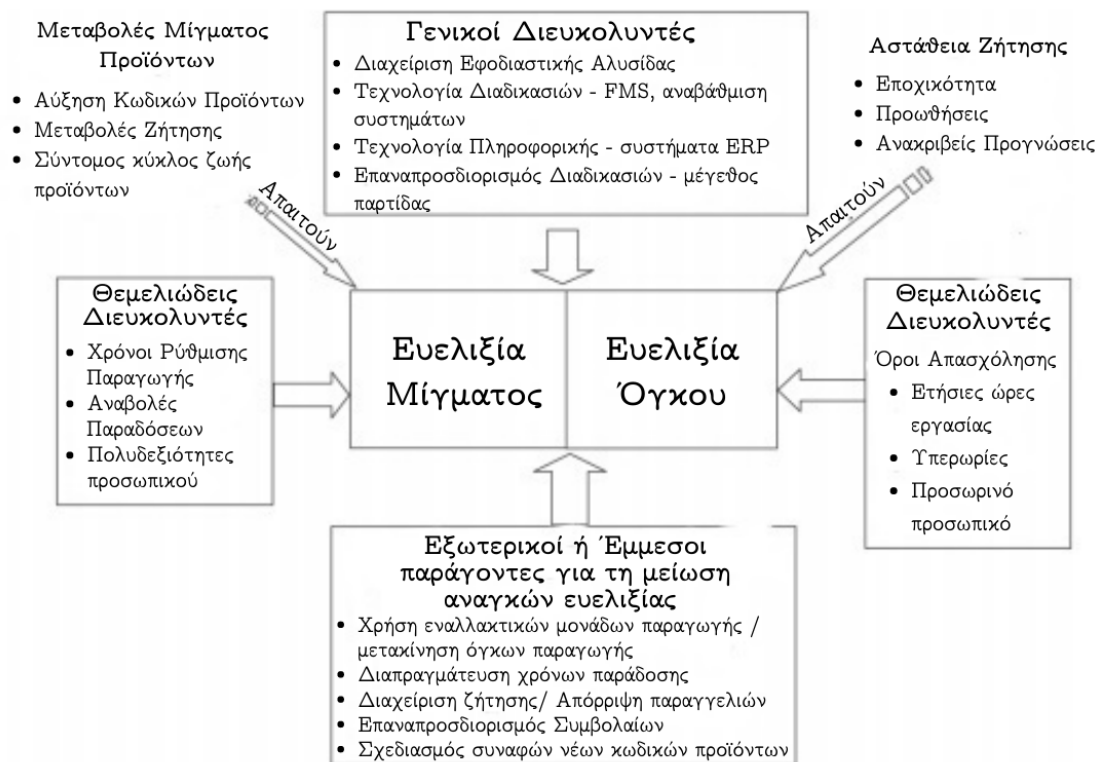 Μεταβολές Μίγματος
Προϊόντων
• Αύξηση Κωδικών Προϊόντων
• Μεταβολές Ζήτησης
• Σύντομος κύκλος ζωής
προϊόντων
Απαιτούν
Γενικοί Διευκολυντές
• Διαχείριση Εφοδιαστικής Αλυσίδας
• Τεχνολογία Διαδικασιών - FMS, αναβάθμιση
συστημάτων
• Τεχνολογία Πληροφορικής - συστήματα ERP
• Επαναπροσδιορισμός Διαδικασιών - μέγεθος
παρτίδας
Αστάθεια Ζήτησης
• Εποχικότητα
• Προωθήσεις
• Ανακριβείς Προγνώσεις
Απαιτούν
Θεμελιώδεις
Διευκολυντές
• Χρόνοι Ρύθμισης
Παραγωγής
• Αναβολές
Παραδόσεων
• Πολυδεξιότητες
προσωπικού
Ευελιξία
Μίγματος
Ευελιξία
Όγκου
Θεμελιώδεις
Διευκολυντές
Όροι Απασχόλησης
• Ετήσιες ώρες
εργασίας
• Υπερωρίες
• Προσωρινό
προσωπικό
Εξωτερικοί ή Έμμεσοι
παράγοντες για τη μείωση
αναγκών ευελιξίας
• Χρήση εναλλακτικών μονάδων παραγωγής /
μετακίνηση όγκων παραγωγής
• Διαπραγμάτευση χρόνων παράδοσης
• Διαχείριση ζήτησης/ Απόρριψη παραγγελιών
• Επαναπροσδιορισμός Συμβολαίων
• Σχεδιασμός συναφών νέων κωδικών προϊόντων